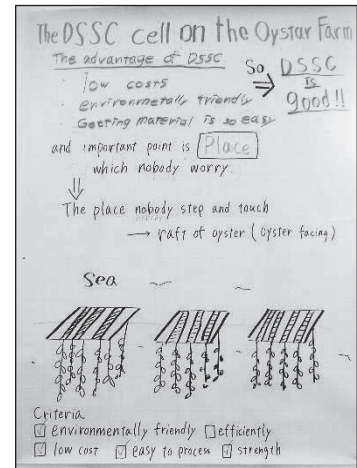 The DSSC cell on the Oystar Farm
The advantage of DSSC
· low costs
· environmentally friendly
· Getting material is so easy
So ⇒ DSSC
is
good!!
and important point is Place
which nobody worry.
⇓
The place nobody step and touch
→ raft of oyster (oyster facing)
Sea
Criteria
☑ environmentally friendly ☐ efficiently
☑ low cost ☑ easy to process ☑ strength